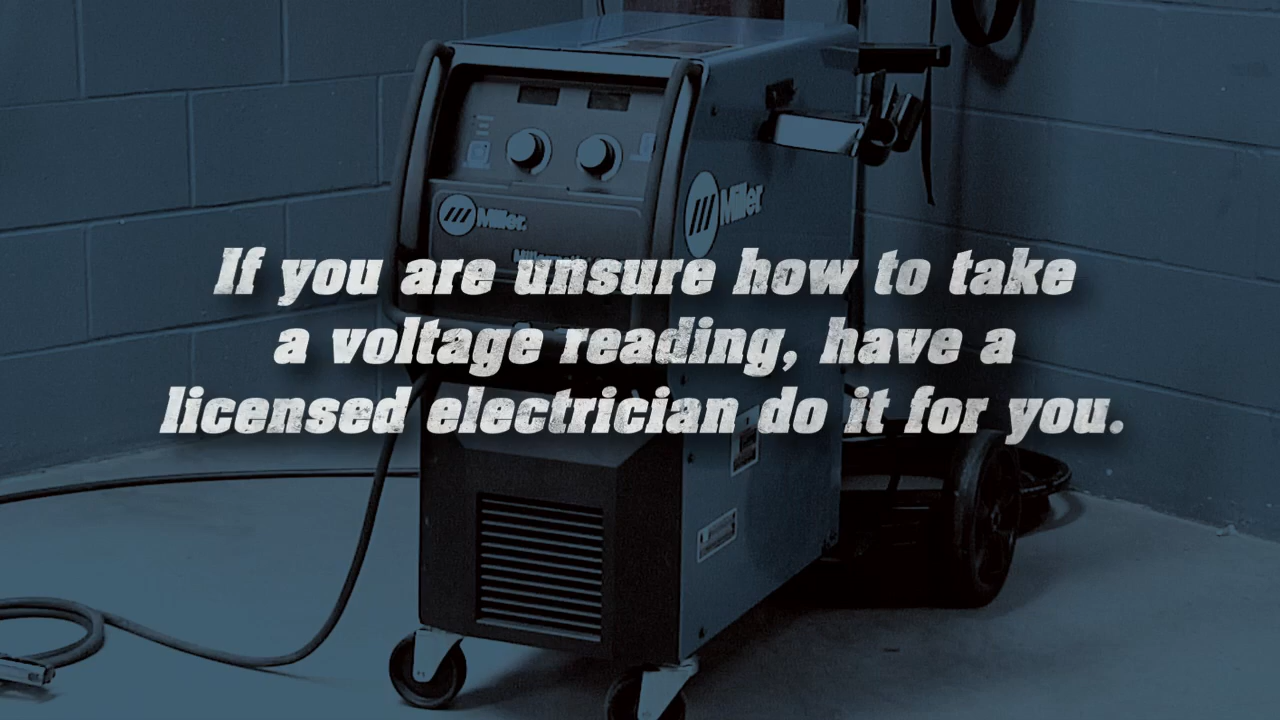 Miller
Miller
If you are unsure how to take
a voltage reading, have a
licensed electrician do it for you.